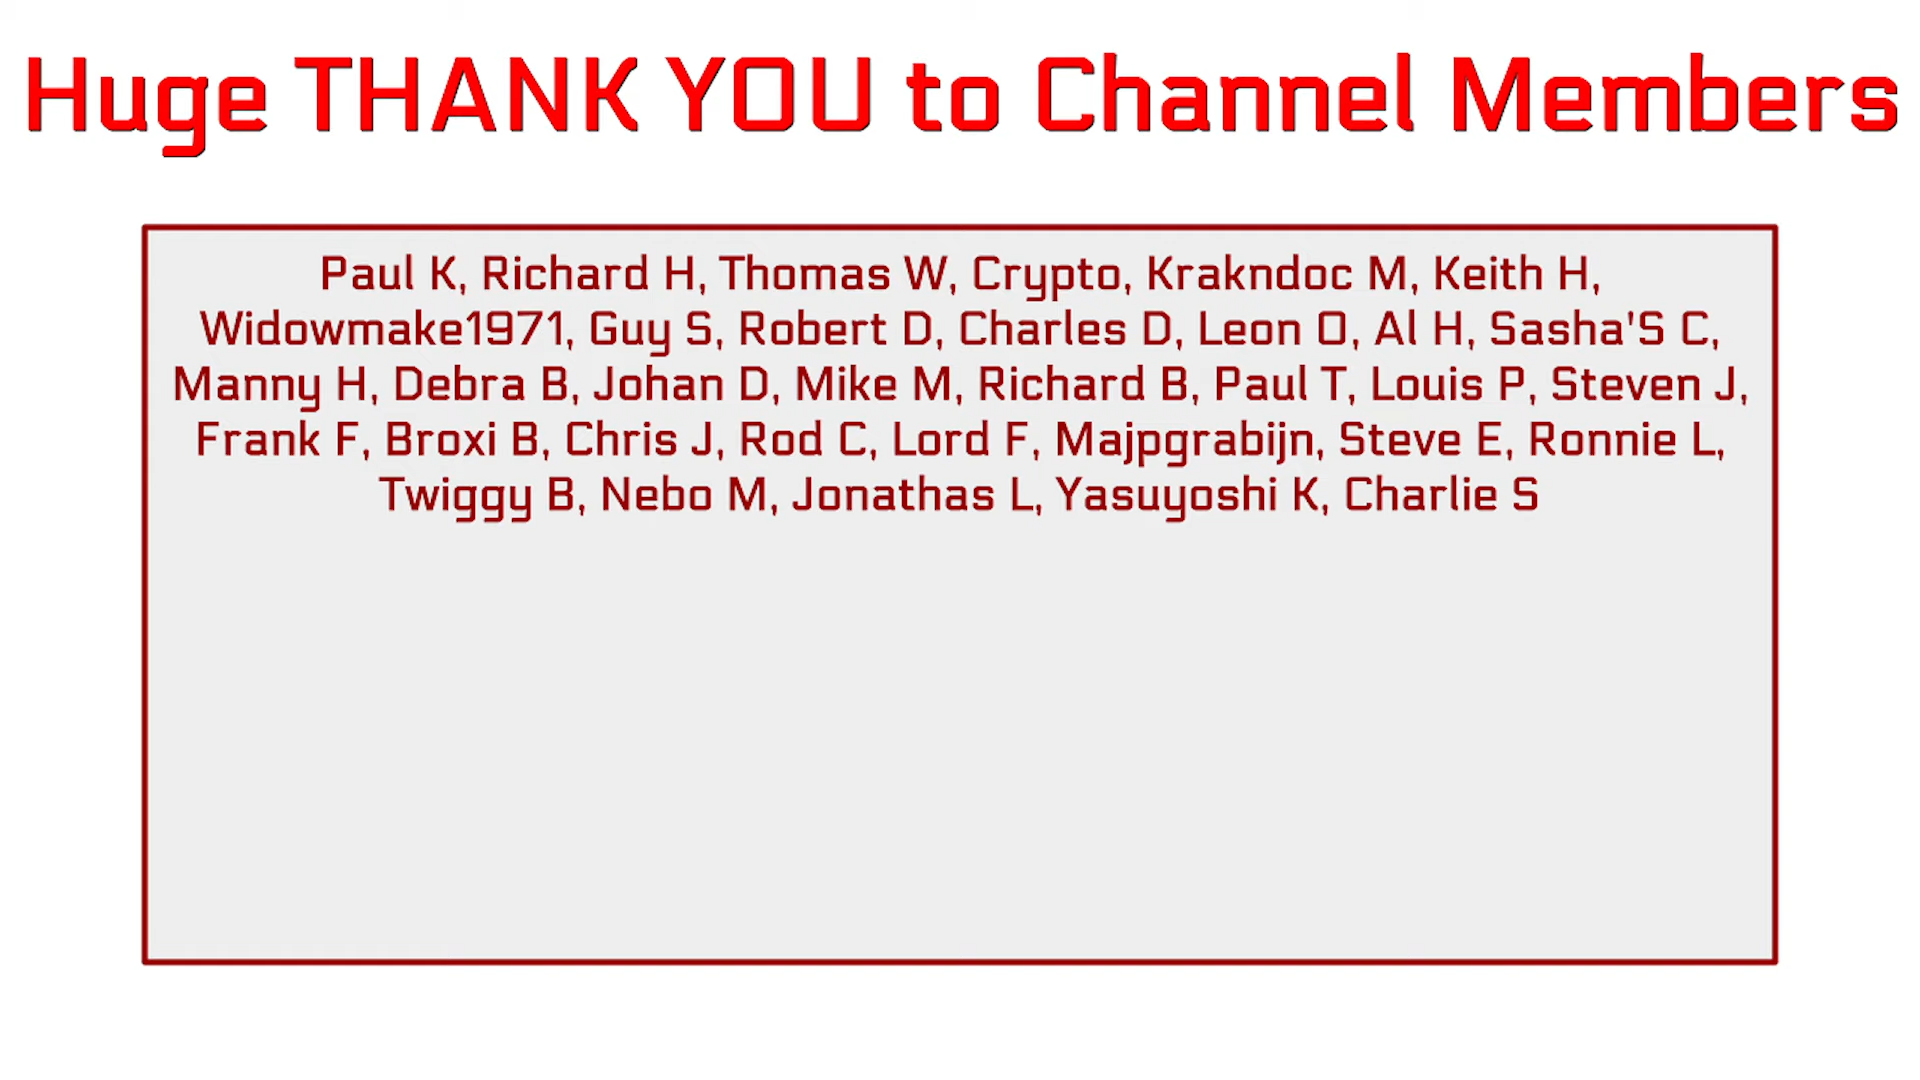 Huge THANK YOU to Channel Members
Paul K, Richard H, Thomas W, Crypto, Krakndoc M, Keith H,
Widowmake1971, Guy S, Robert D, Charles D, Leon O, Al H, Sasha'S C,
Manny H, Debra B, Johan D, Mike M, Richard B, Paul T, Louis P, Steven J,
Frank F, Broxi B, Chris J, Rod C, Lord F, Majpgrabijn, Steve E, Ronnie L,
Twiggy B, Nebo M, Jonathas L, Yasuyoshi K, Charlie S